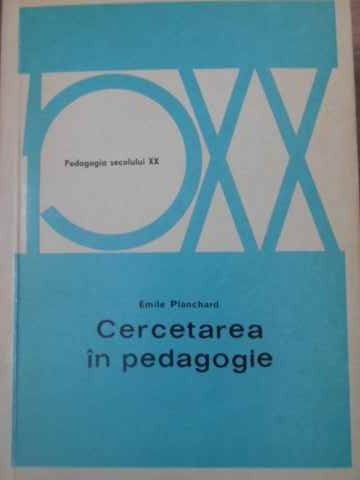 XX
Pedagogia secolului XX
Emile Planchard
Cercetarea
în pedagogie